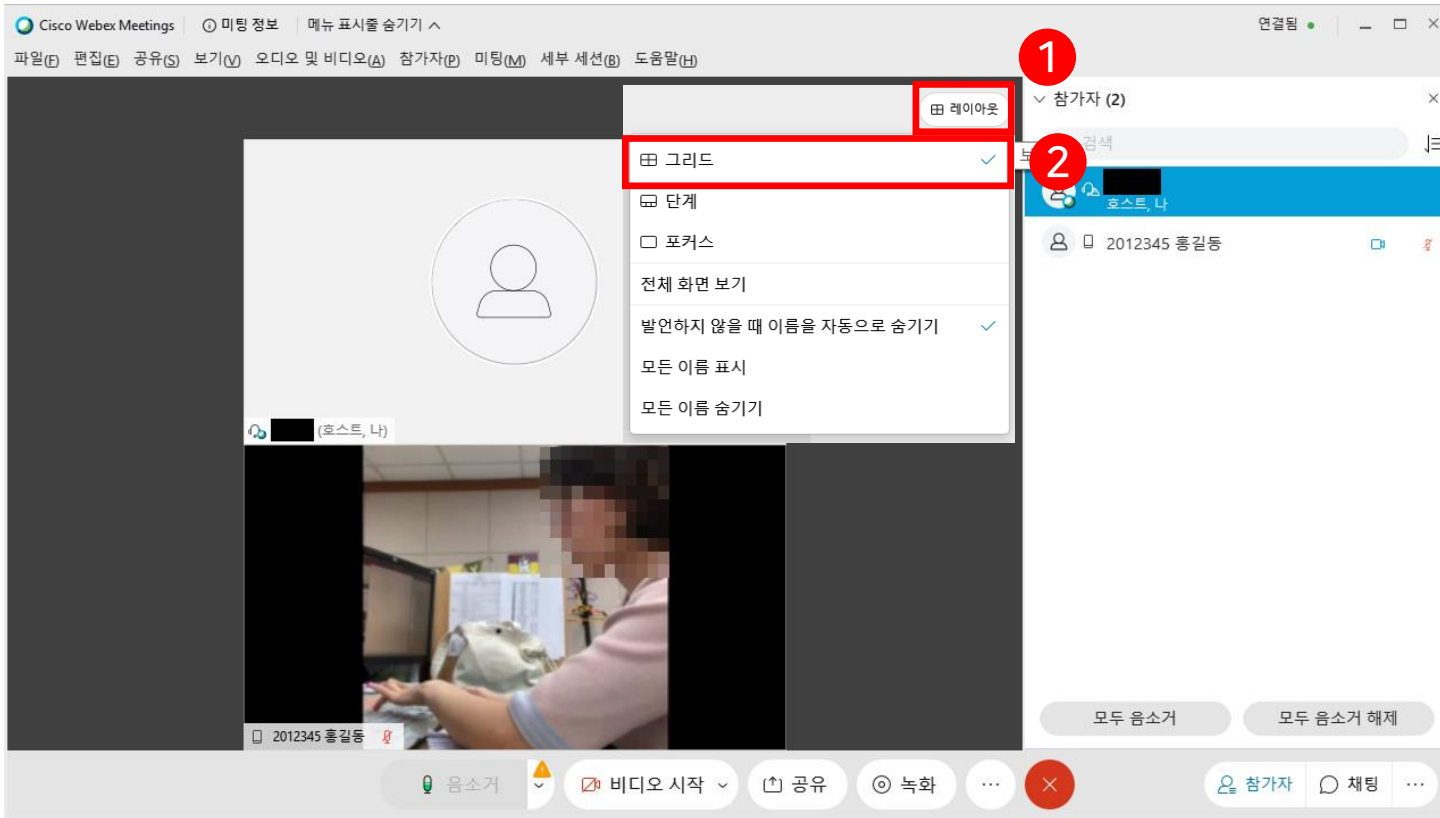 Cisco Webex Meetings ⓘ 미팅 정보 메뉴 표시줄 숨기기 ^ 연결됨
파일(F) 편집(E) 공유(S) 보기(V) 오디오 및 비디오(A) 참가자(P) 미팅(M) 세부 세션(B) 도움말(H)
1
레이아웃
참가자 (2)
2
검색
그리드
단계
포커스
전체 화면 보기
발언하지 않을 때 이름을 자동으로 숨기기
모든 이름 표시
모든 이름 숨기기
호스트, 나
2012345 홍길동
(호스트, 나)
2012345 홍길동
모두 음소거 모두 음소거 해제
음소거 비디오 시작 공유 녹화 ... 참가자 채팅 ...